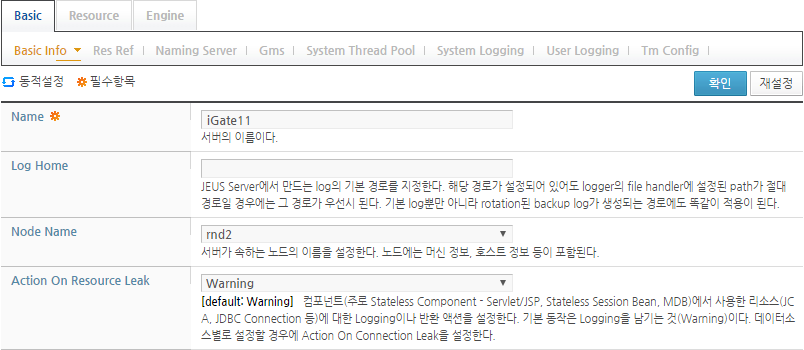 Basic Resource Engine
Basic Info Res Ref Naming Server Gms System Thread Pool System Logging User Logging Tm Config
동적설정 필수항목 확인 재설정
Name iGate11
서버의 이름이다.
Log Home
JEUS Server에서 만드는 log의 기본 경로를 지정한다. 해당 경로가 설정되어 있어도 logger의 file handler에 설정된 path가 절대
경로일 경우에는 그 경로가 우선시 된다. 기본 log뿐만 아니라 rotation된 backup log가 생성되는 경로에도 똑같이 적용이 된다.
Node Name rnd2
서버가 속하는 노드의 이름을 설정한다. 노드에는 머신 정보, 호스트 정보 등이 포함된다.
Action On Resource Leak Warning
[default: Warning] 컴포넌트(주로 Stateless Component - Servlet/JSP, Stateless Session Bean, MDB)에서 사용한 리소스(JC
A, JDBC Connection 등)에 대한 Logging이나 반환 액션을 설정한다. 기본 동작은 Logging을 남기는 것(Warning)이다. 데이터소
스별로 설정할 경우에 Action On Connection Leak을 설정한다.